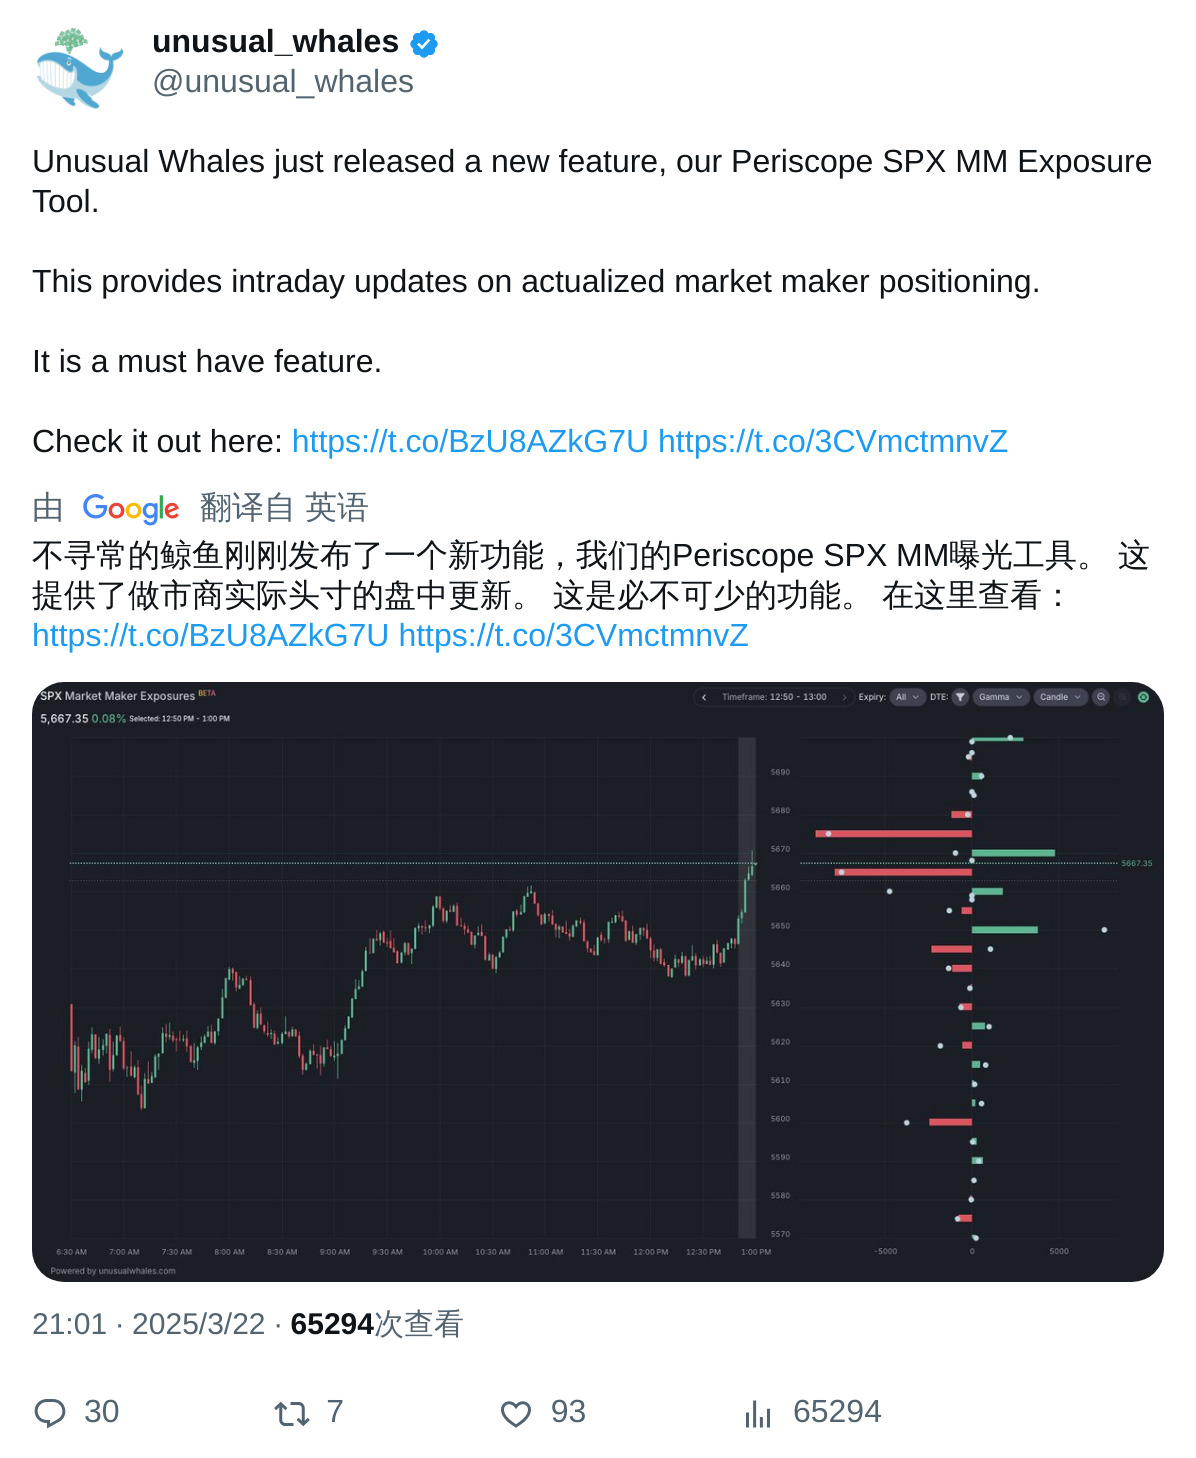 unusual_whales
@unusual_whales
Unusual Whales just released a new feature, our Periscope SPX MM Exposure
Tool.
This provides intraday updates on actualized market maker positioning.
It is a must have feature.
Check it out here: https://t.co/BzU8AZkG7U https://t.co/3CVmctmnvZ
由 Google 翻译自 英语
不寻常的鲸鱼刚刚发布了一个新功能，我们的Periscope SPX MM曝光工具。 这
提供了做市商实际头寸的盘中更新。 这是必不可少的功能。 在这里查看：
https://t.co/BzU8AZkG7U https://t.co/3CVmctmnvZ
SPX Market Maker Exposures BETA
Timeframe: 12:50 - 13:00 Expiry: All DTE: Gamma Candle
5,667.35 0.08% Selected: 12:50 PM - 1:00 PM
5690
5680
5670
5667.35
5660
5650
5640
5630
5620
5610
5600
5590
5580
5570
6:30 AM 7:00 AM 7:30 AM 8:00 AM 8:30 AM 9:00 AM 9:30 AM 10:00 AM 10:30 AM 11:00 AM 11:30 AM 12:00 PM 12:30 PM 1:00 PM -5000 0 5000
Powered by unusualwhales.com
21:01 · 2025/3/22 · 65294次查看
30 7 93 65294